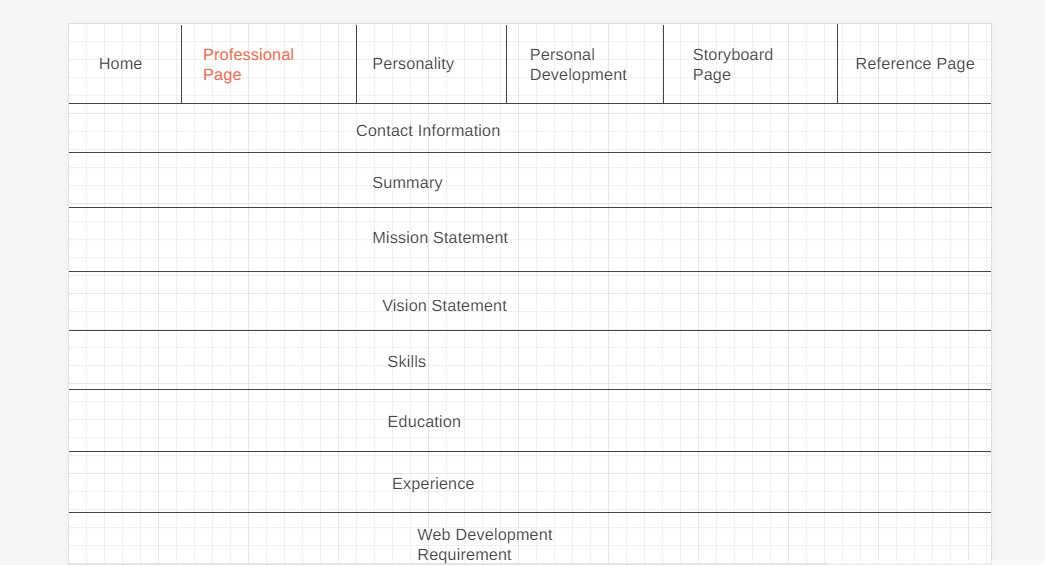 Home
Professional
Page
Personality
Personal
Development
Storyboard
Page
Reference Page
Contact Information
Summary
Mission Statement
Vision Statement
Skills
Education
Experience
Web Development
Requirement